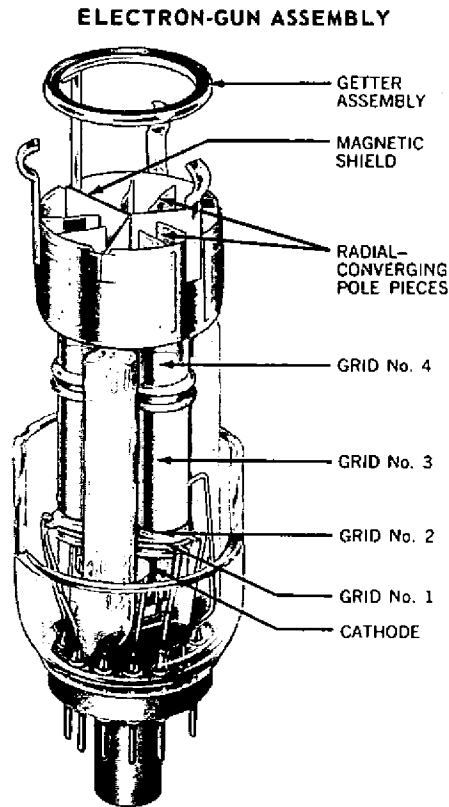 ELECTRON-GUN ASSEMBLY
GETTER
ASSEMBLY
MAGNETIC
SHIELD
RADIAL-
CONVERGING
POLE PIECES
GRID No. 4
GRID No. 3
GRID No. 2
GRID No. 1
CATHODE